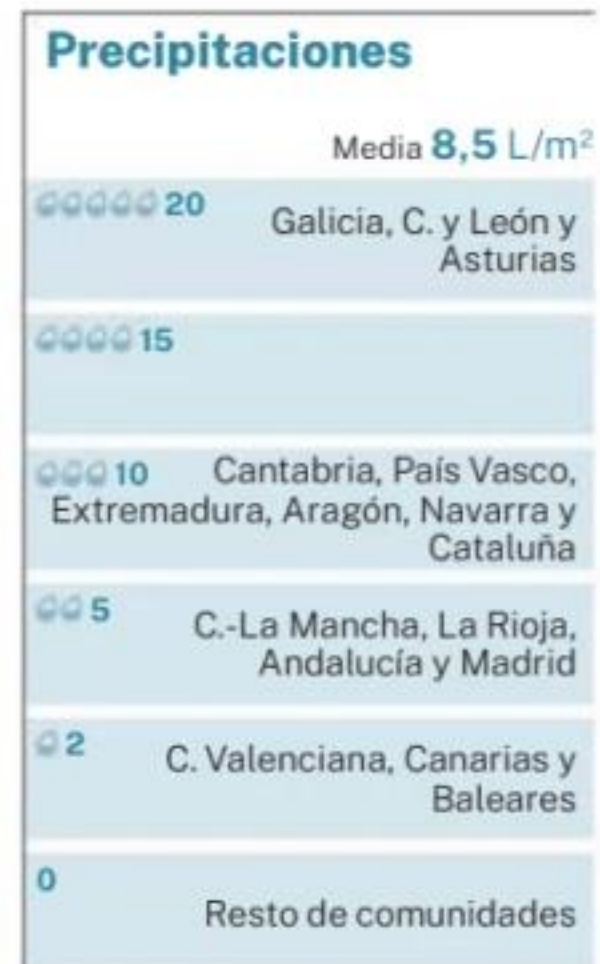 Precipitaciones
Media 8,5 L/m²
20 Galicia, C. y León y
Asturias
15
10 Cantabria, País Vasco,
Extremadura, Aragón, Navarra y
Cataluña
5 C.-La Mancha, La Rioja,
Andalucía y Madrid
2 C. Valenciana, Canarias y
Baleares
0
Resto de comunidades